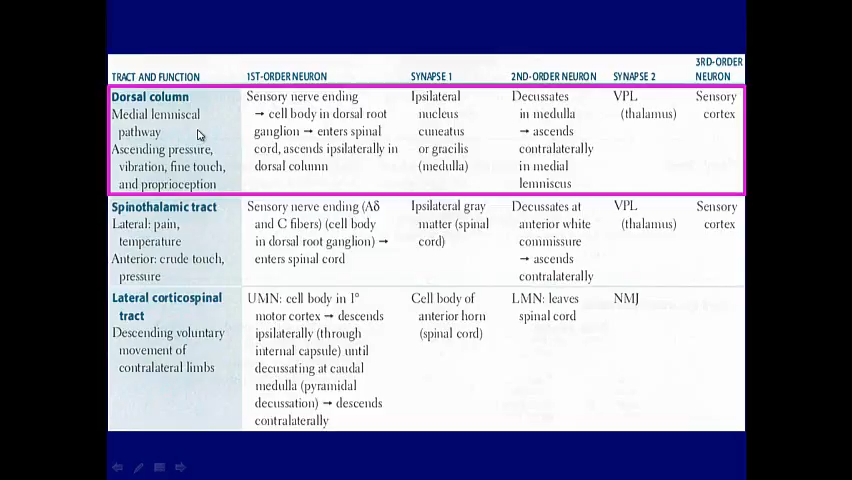 TRACT AND FUNCTION 1ST-ORDER NEURON SYNAPSE 1 2ND-ORDER NEURON SYNAPSE 2 3RD-ORDER NEURON
Dorsal column
Medial lemniscal
pathway
Ascending pressure,
vibration, fine touch,
and proprioception
Sensory nerve ending
→ cell body in dorsal root
ganglion → enters spinal
cord, ascends ipsilaterally in
dorsal column
Ipsilateral
nucleus
cuneatus
or gracilis
(medulla)
Decussates
in medulla
→ ascends
contralaterally
in medial
lemniscus
VPL
(thalamus)
Sensory
cortex
Spinothalamic tract
Lateral: pain,
temperature
Anterior: crude touch,
pressure
Sensory nerve ending (Aδ
and C fibers) (cell body
in dorsal root ganglion) →
enters spinal cord
Ipsilateral gray
matter (spinal
cord)
Decussates at
anterior white
commissure
→ ascends
contralaterally
VPL
(thalamus)
Sensory
cortex
Lateral corticospinal
tract
Descending voluntary
movement of
contralateral limbs
UMN: cell body in 1°
motor cortex → descends
ipsilaterally (through
internal capsule) until
decussating at caudal
medulla (pyramidal
decussation) → descends
contralaterally
Cell body of
anterior horn
(spinal cord)
LMN: leaves
spinal cord
NMJ